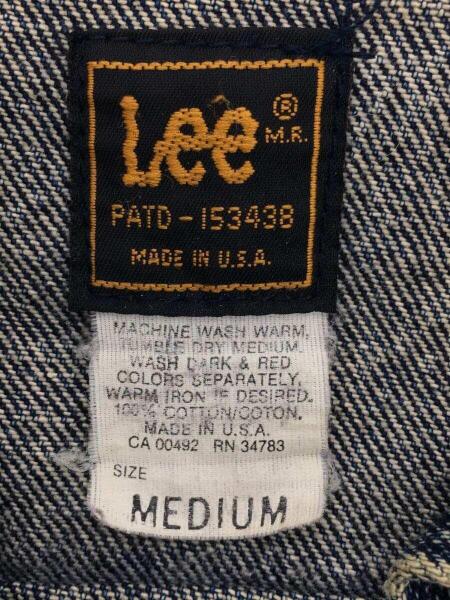 Lee ® M.R.
PATD-153438
MADE IN U.S.A.
MACHINE WASH WARM,
TUMBLE DRY MEDIUM.
WASH DARK & RED
COLORS SEPARATELY.
WARM IRON IF DESIRED.
100% COTTON/COTON.
MADE IN U.S.A.
CA 00492 RN 34783
SIZE
MEDIUM